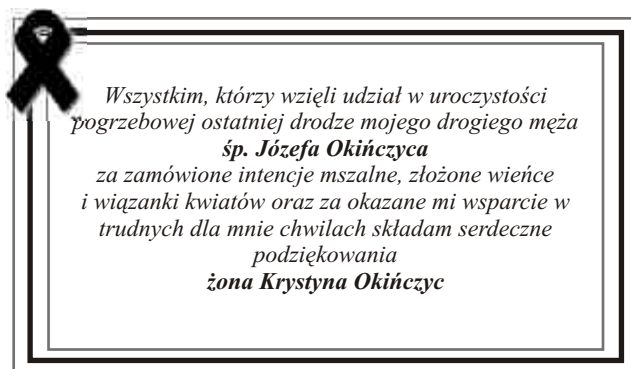 Wszystkim, którzy wzięli udział w uroczystości
pogrzebowej ostatniej drodze mojego drogiego męża
śp. Józefa Okińczyca
za zamówione intencje mszalne, złożone wieńce
i wiązanki kwiatów oraz za okazane mi wsparcie w
trudnych dla mnie chwilach składam serdeczne
podziękowania
żona Krystyna Okińczyc